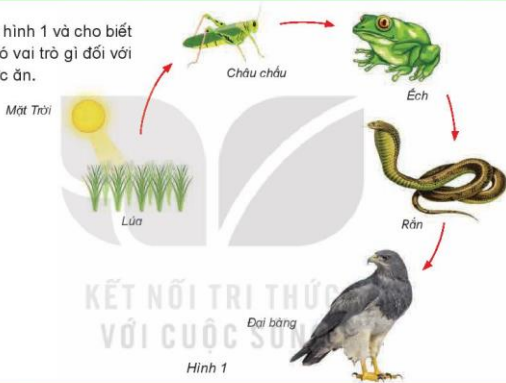 hình 1 và cho biết
ó vai trò gì đối với
c ăn.
Mặt Trời
Châu chấu
Ếch
Lúa
Rắn
KẾT NỐI TRI THỨC
VỚI CUỘC SỐN
Đại bàng
Hình 1